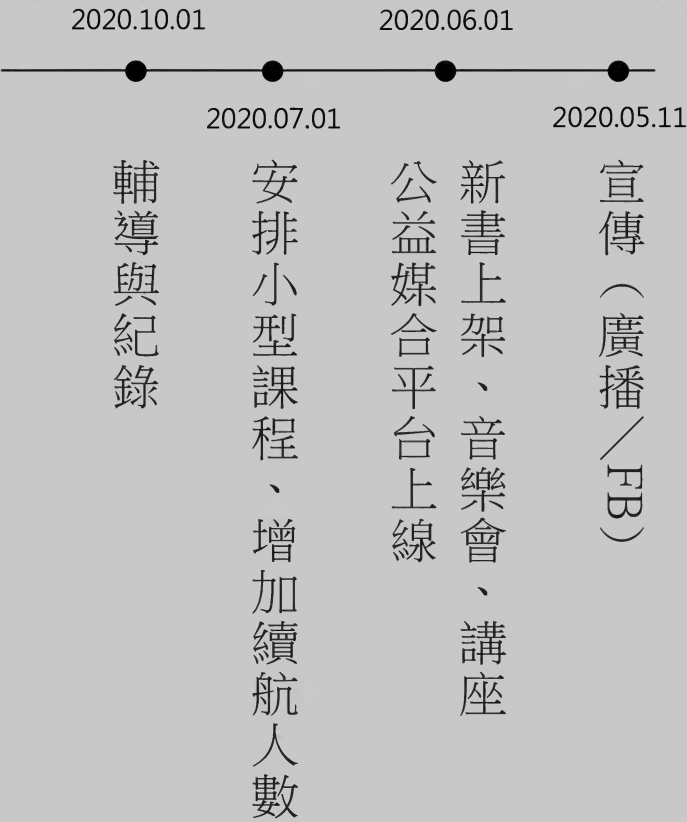 2020.05.11
宣傳（廣播／FB）
2020.06.01
新書上架、音樂會、講座
公益媒合平台上線
2020.07.01
安排小型課程、增加續航人數
2020.10.01
輔導與紀錄